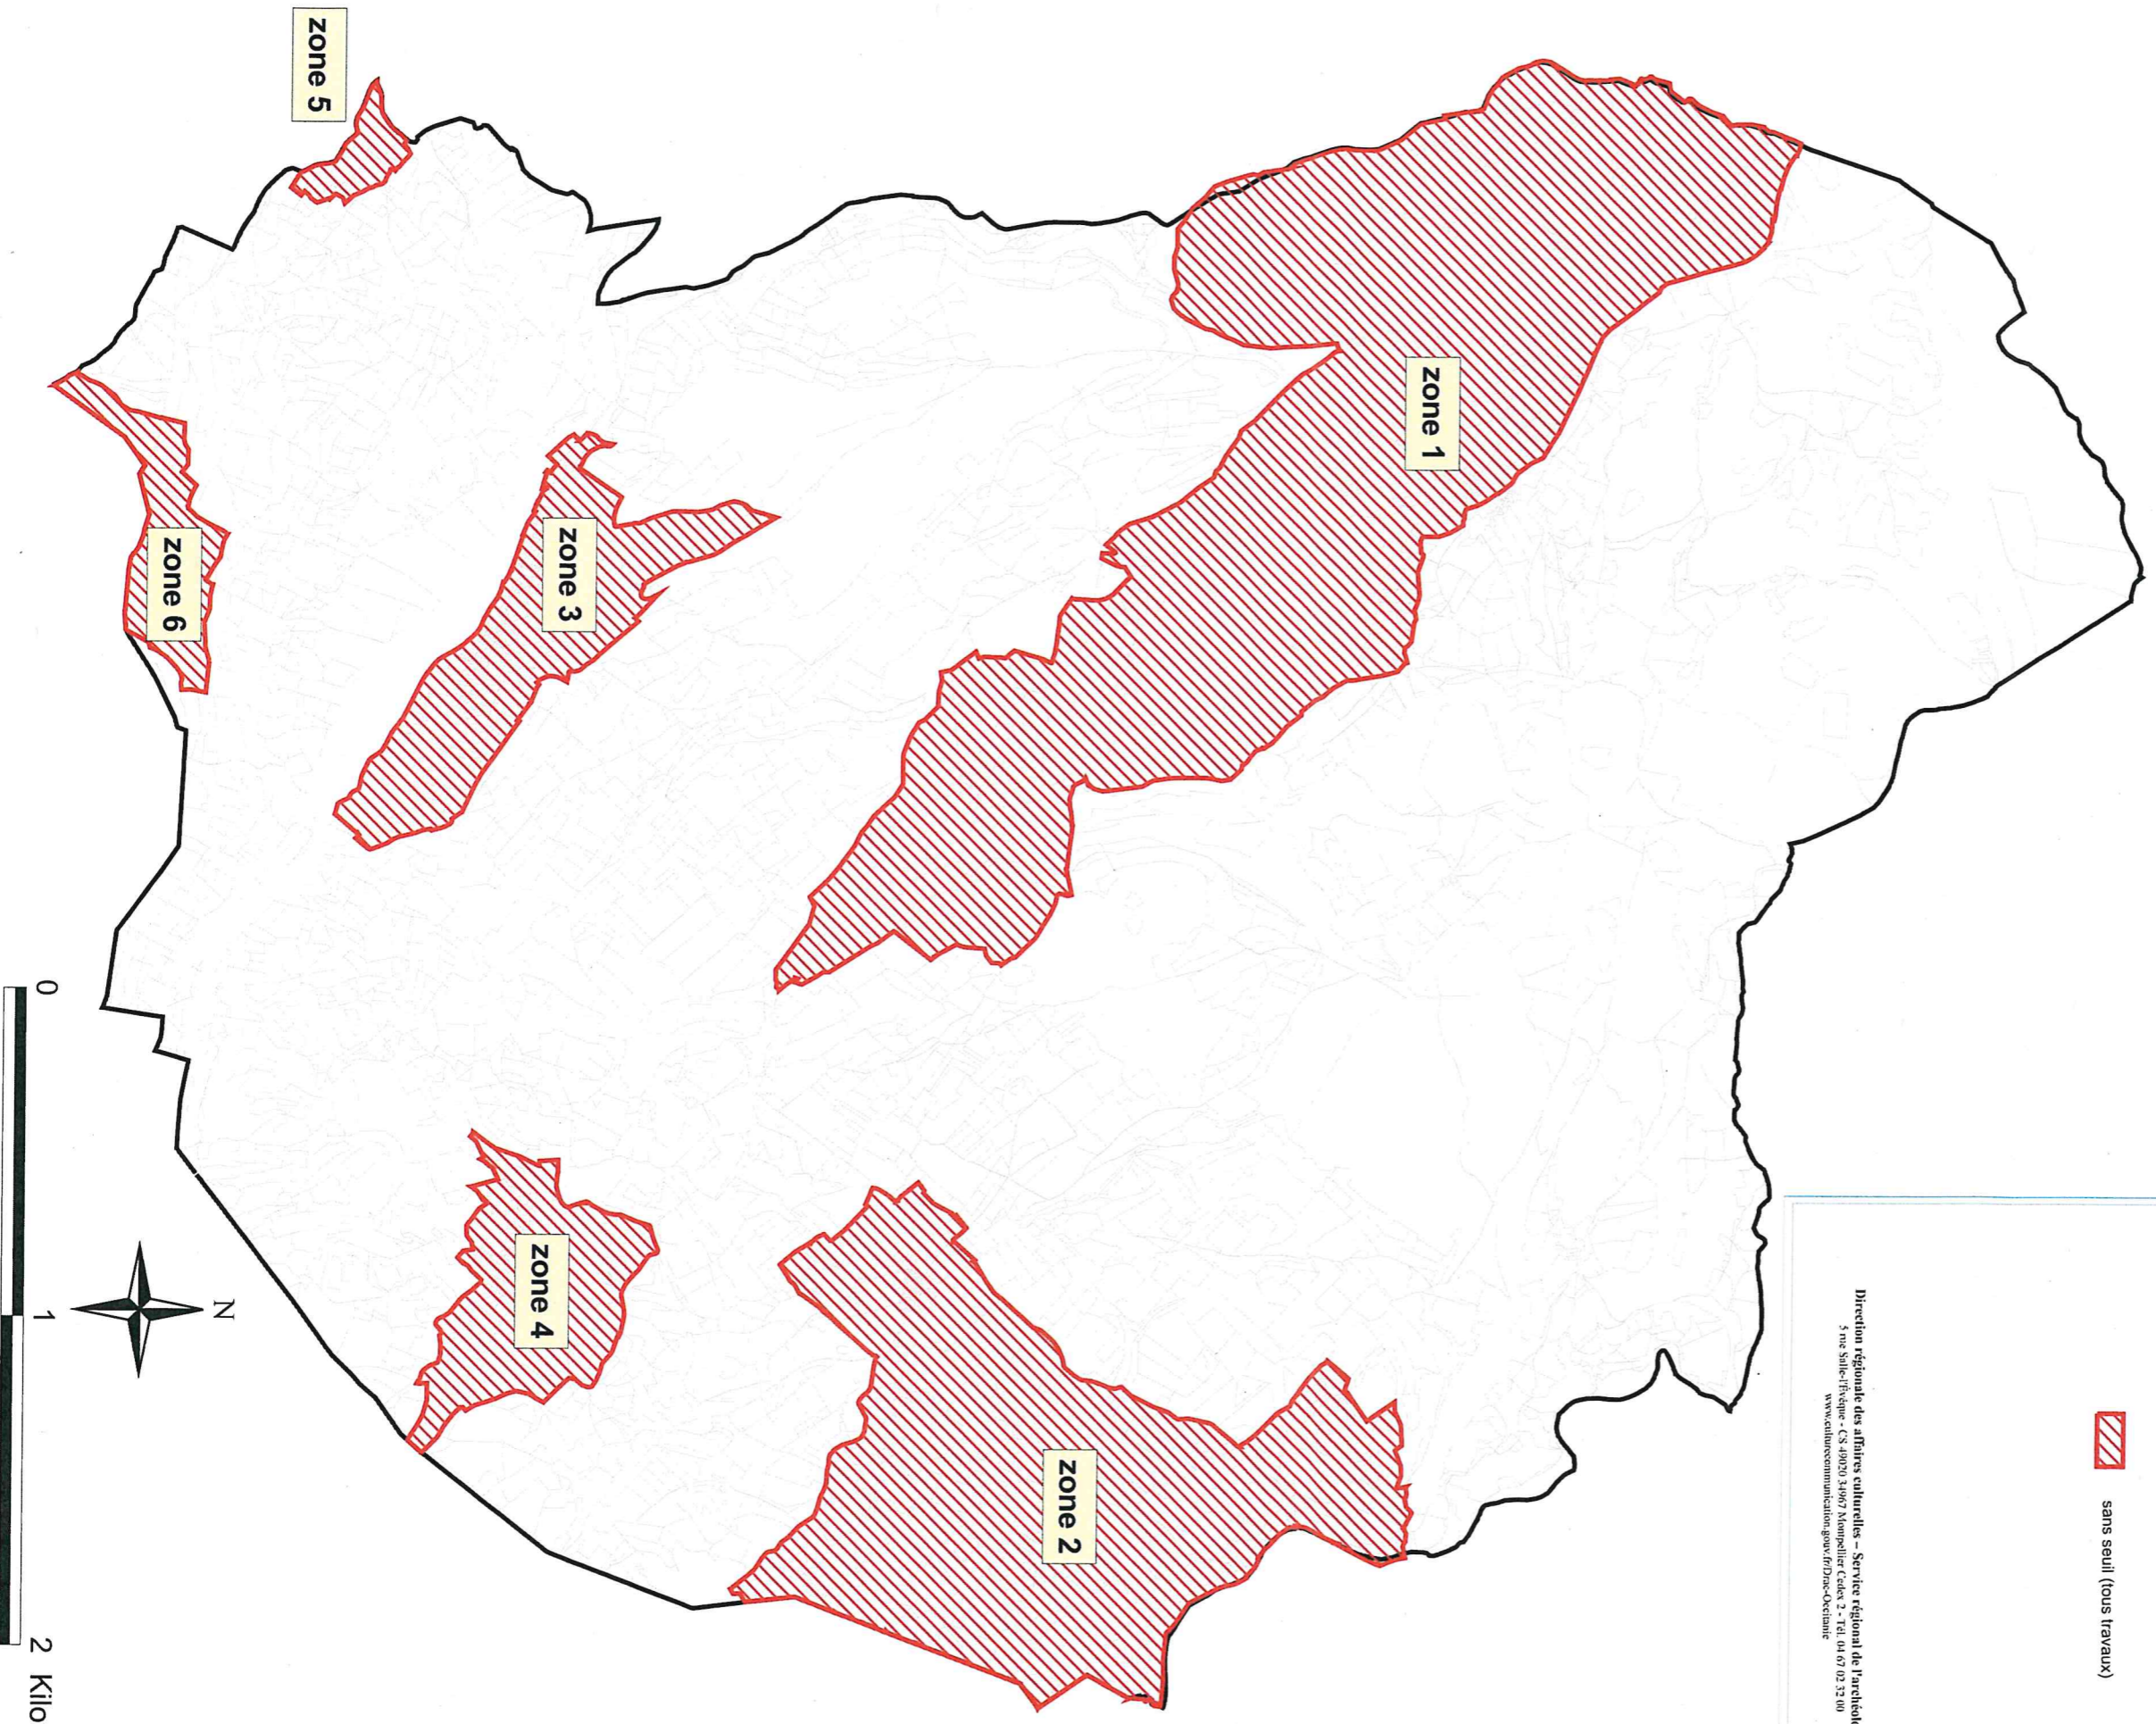 sans seuil (tous travaux)
Direction régionale des affaires culturelles – Service régional de
5 rue Salle-l'Évêque - CS 49020 34967 Montpellier Cedex 2 - Tél. 04 67 02 32 00
www.culturecommunication.gouv.fr/Drac-Occitanie
zone 1
zone 2
zone 3
zone 4
zone 5
zone 6
N
0 1 2 Kilo